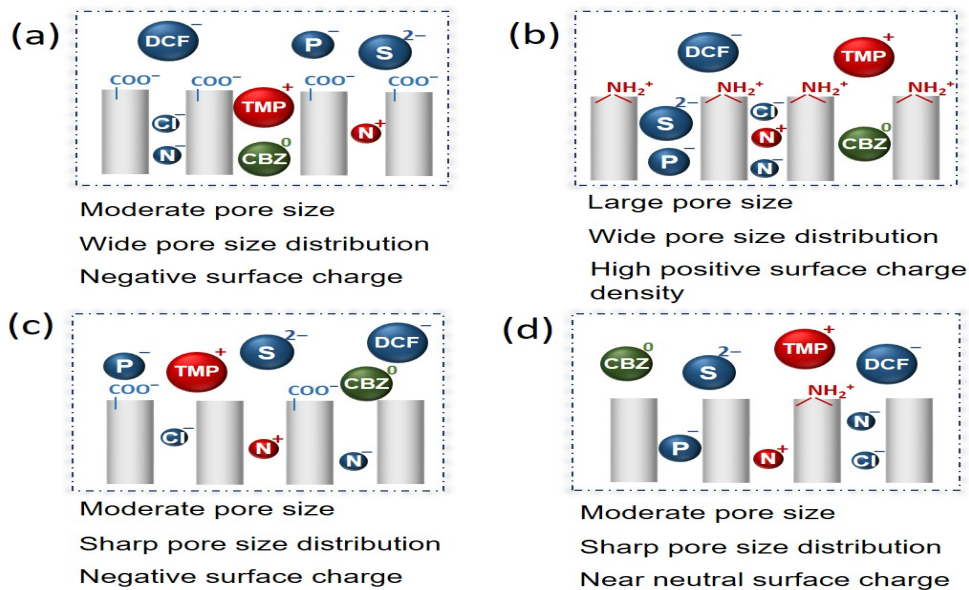 (a)
DCF −
P −
S 2−
COO− COO− COO− COO−
TMP +
Cl −
N +
N −
CBZ 0
Moderate pore size
Wide pore size distribution
Negative surface charge
(b)
DCF −
TMP +
NH₂⁺ NH₂⁺ NH₂⁺ NH₂⁺
S 2−
Cl −
N +
CBZ 0
P −
N −
Large pore size
Wide pore size distribution
High positive surface charge
density
(c)
DCF −
S 2−
P −
TMP +
CBZ 0
COO− COO−
Cl −
N +
N −
Moderate pore size
Sharp pore size distribution
Negative surface charge
(d)
TMP +
CBZ 0
S 2−
DCF −
NH₂⁺
N −
P −
N +
Cl −
Moderate pore size
Sharp pore size distribution
Near neutral surface charge